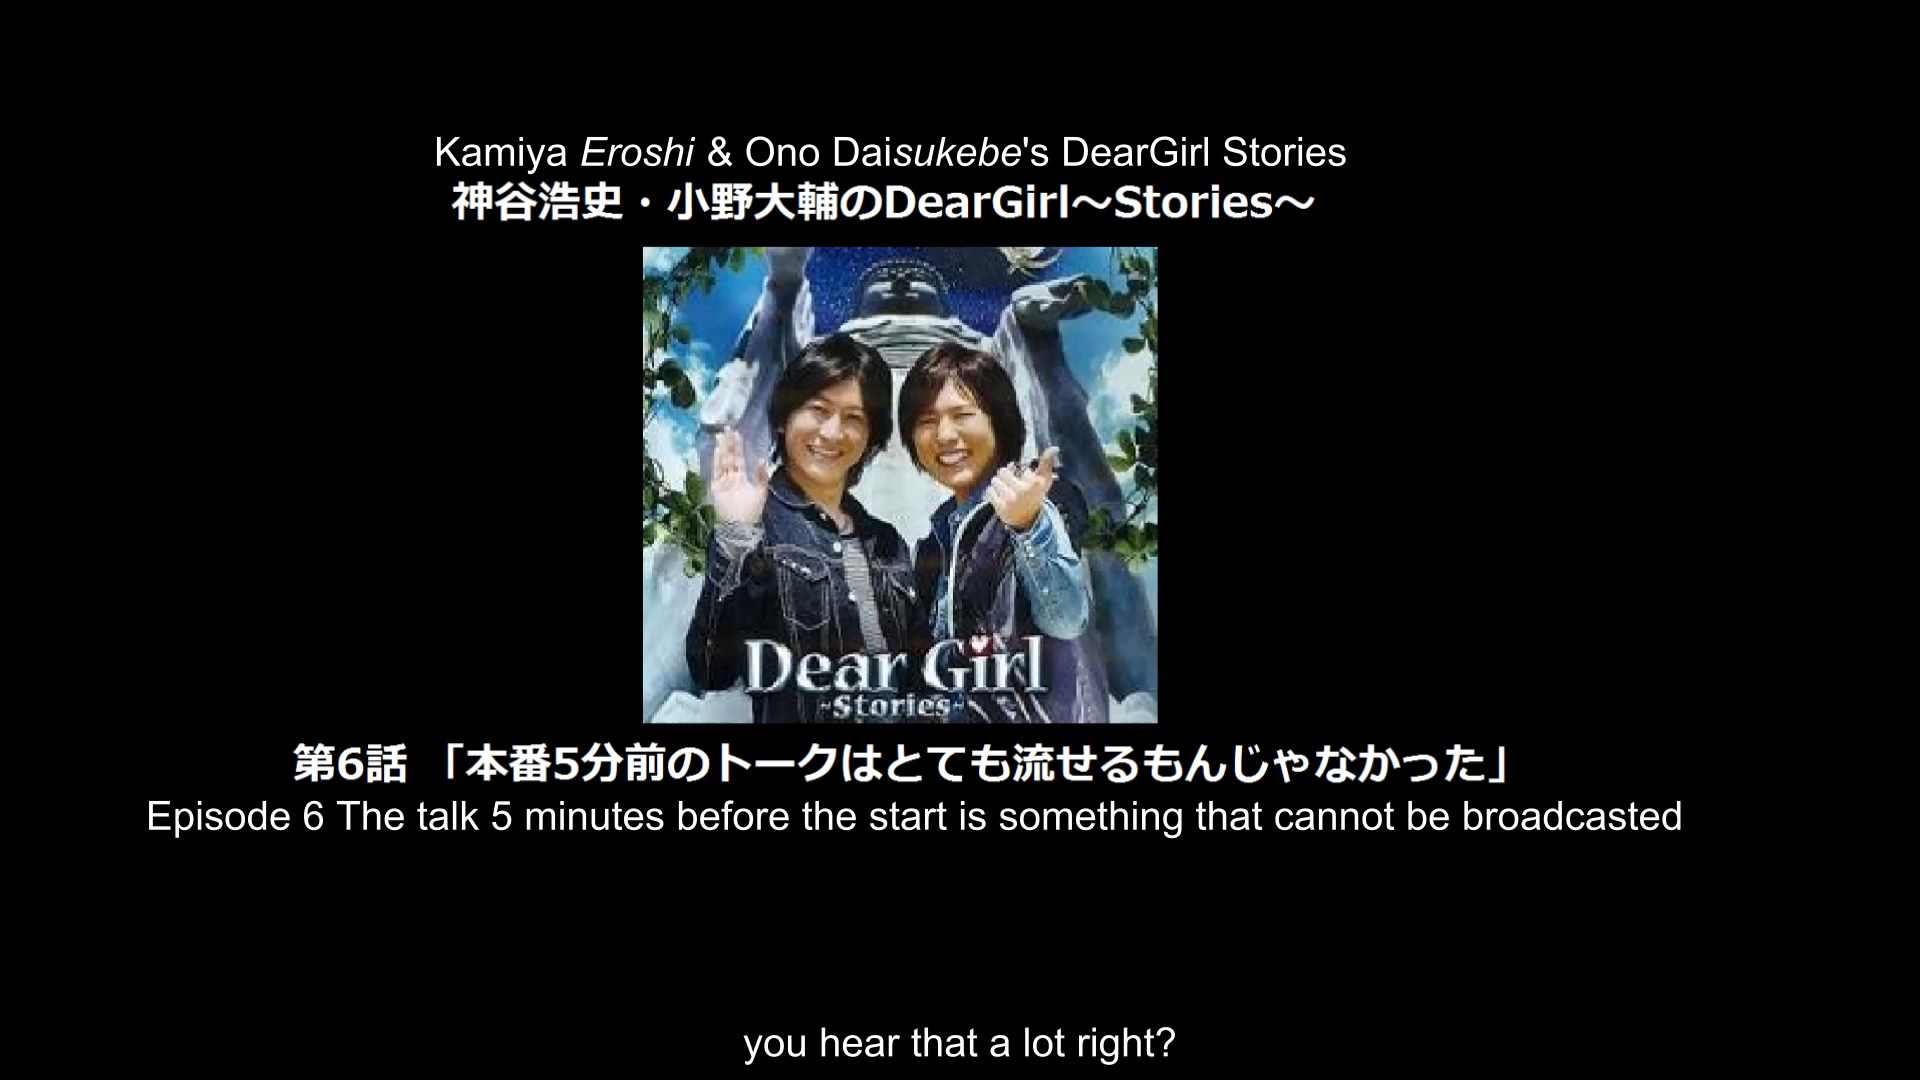 Kamiya Eroshi & Ono Daisukebe's DearGirl Stories
神谷浩史・小野大輔のDearGirl～Stories～
Dear Girl
~Stories~
第6話 「本番5分前のトークはとても流せるもんじゃなかった」
Episode 6 The talk 5 minutes before the start is something that cannot be broadcasted
you hear that a lot right?